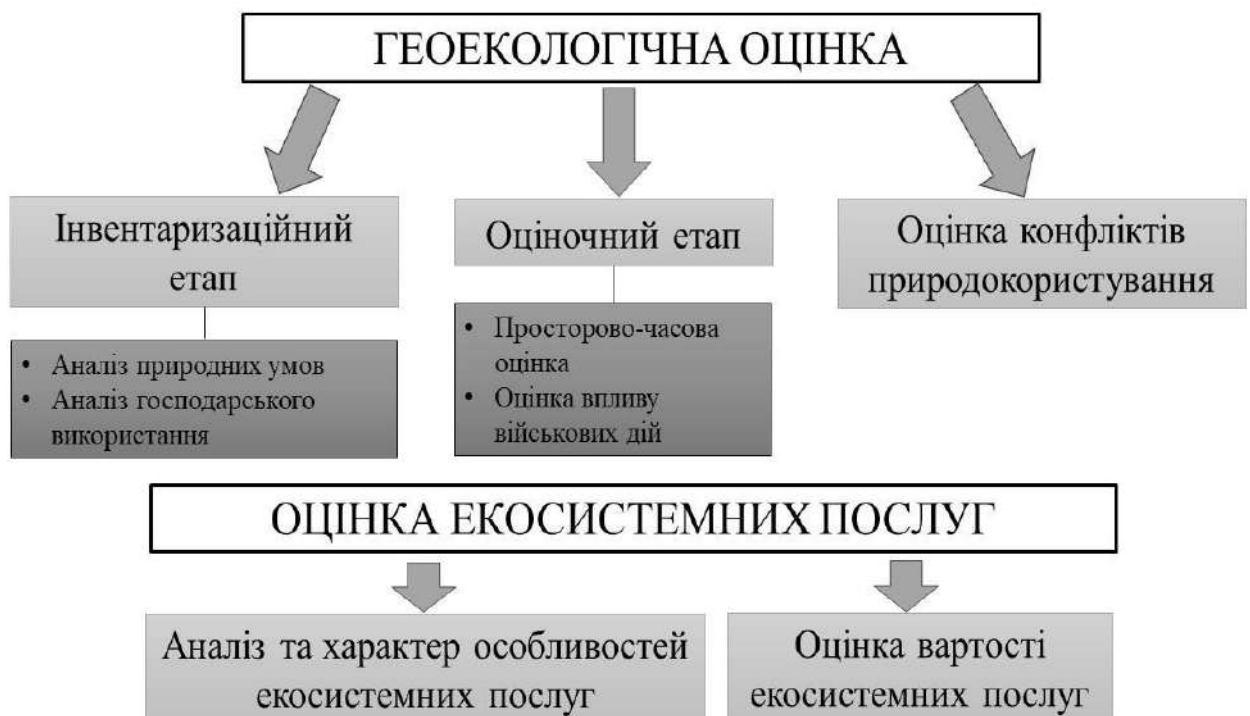 ГЕОЕКОЛОГІЧНА ОЦІНКА
Інвентаризаційний
етап
• Аналіз природних умов
• Аналіз господарського
використання
Оціночний етап
• Просторово-часова
оцінка
• Оцінка впливу
військових дій
Оцінка конфліктів
природокористування
ОЦІНКА ЕКОСИСТЕМНИХ ПОСЛУГ
Аналіз та характер особливостей
екосистемних послуг
Оцінка вартості
екосистемних послуг